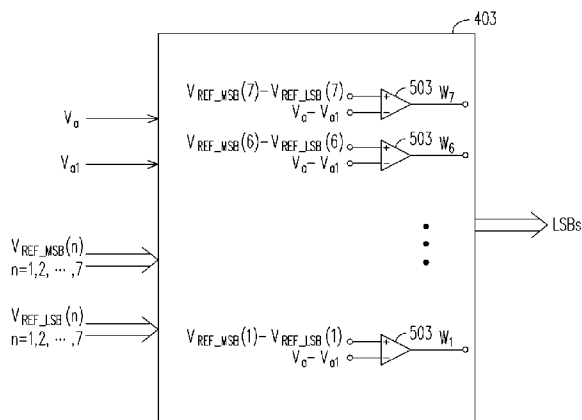 403
V_REF_MSB(7)–V_REF_LSB(7)
503 W_7
V_a–V_a1
V_a
V_REF_MSB(6)–V_REF_LSB(6)
503 W_6
V_a–V_a1
V_a1
LSBs
V_REF_MSB(n)
n=1,2, ⋯ ,7
V_REF_LSB(n)
n=1,2, ⋯ ,7
V_REF_MSB(1)–V_REF_LSB(1)
503 W_1
V_a–V_a1